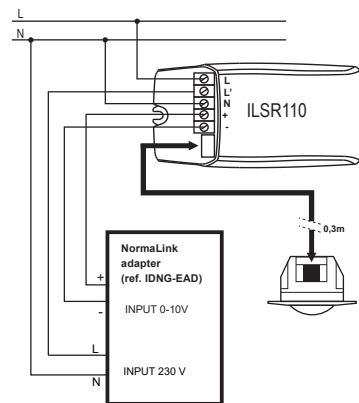 L
N
L
L'
N
+
-
ILSR110
0,3m
NormaLink
adapter
(ref. IDNG-EAD)
+
INPUT 0-10V
-
L
INPUT 230 V
N